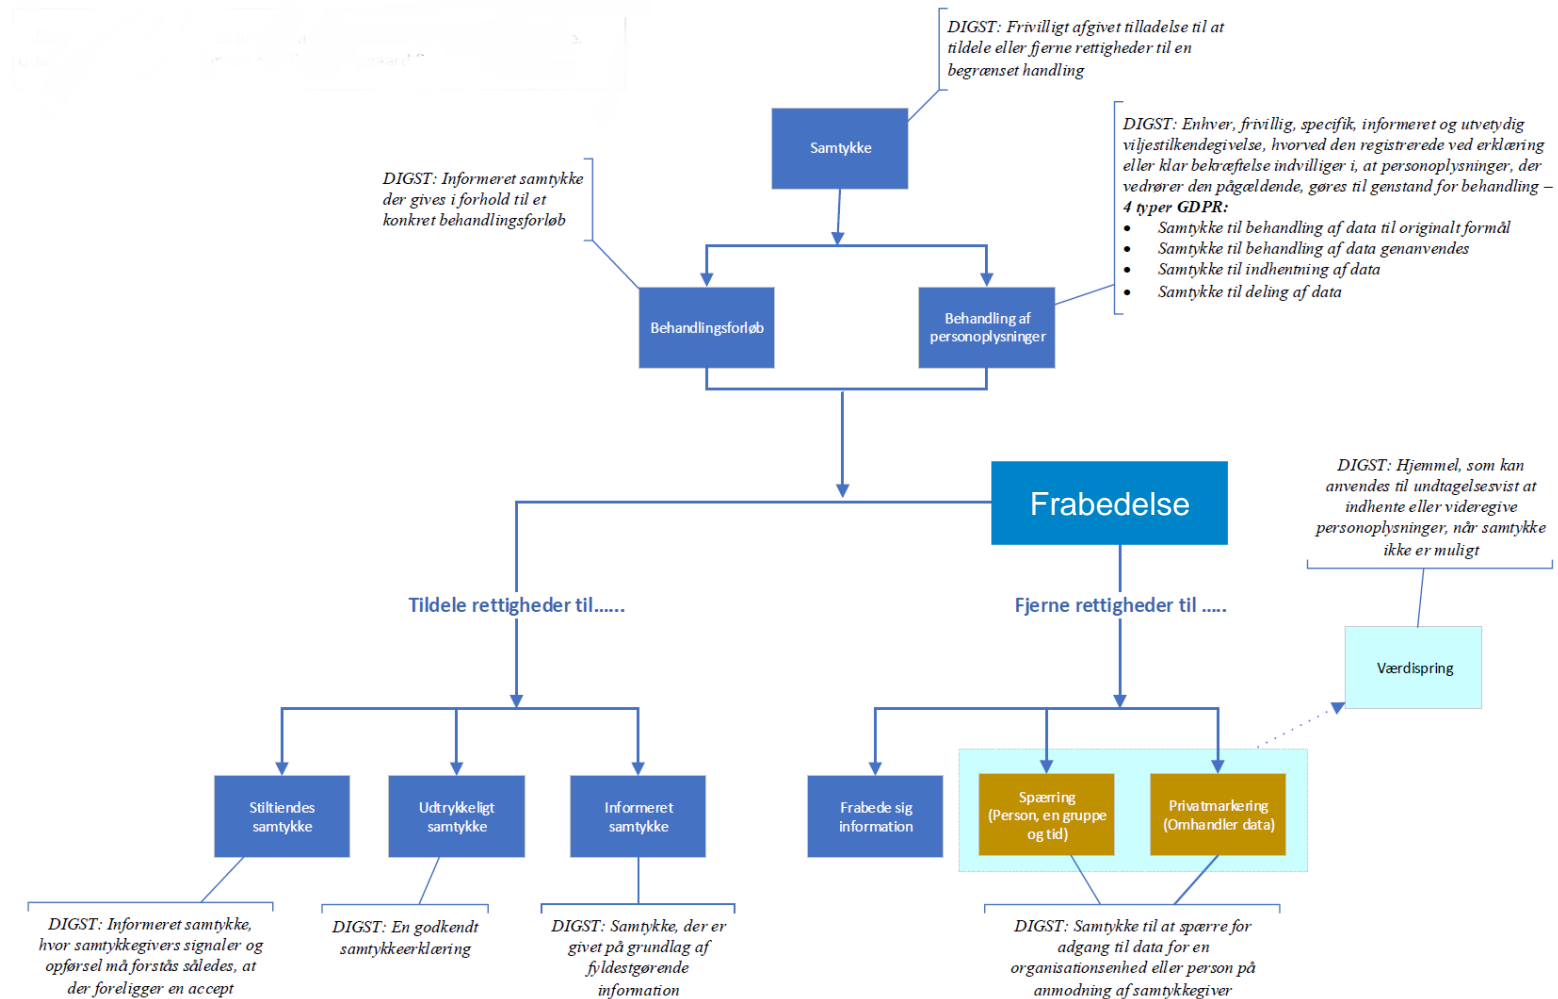 DIGST: Frivilligt afgivet tilladelse til at
tildele eller fjerne rettigheder til en
begrænset handling
Samtykke
DIGST: Enhver, frivillig, specifik, informeret og utvetydig
viljestilkendegivelse, hvorved den registrerede ved erklæring
eller klar bekræftelse indvilliger i, at personoplysninger, der
vedrører den pågældende, gøres til genstand for behandling –
4 typer GDPR:
• Samtykke til behandling af data til originalt formål
• Samtykke til behandling af data genanvendes
• Samtykke til indhentning af data
• Samtykke til deling af data
DIGST: Informeret samtykke
der gives i forhold til et
konkret behandlingsforløb
Behandlingsforløb
Behandling af
personoplysninger
Frabedelse
DIGST: Hjemmel, som kan
anvendes til undtagelsesvist at
indhente eller videregive
personoplysninger, når samtykke
ikke er muligt
Tildele rettigheder til......
Fjerne rettigheder til .....
Værdispring
Stiltiendes
samtykke
Udtrykkeligt
samtykke
Informeret
samtykke
Frabede sig
information
Spærring
(Person, en gruppe
og tid)
Privatmarkering
(Omhandler data)
DIGST: Informeret samtykke,
hvor samtykkegivers signaler og
opførsel må forstås således, at
der foreligger en accept
DIGST: En godkendt
samtykkeerklæring
DIGST: Samtykke, der er
givet på grundlag af
fyldestgørende
information
DIGST: Samtykke til at spærre for
adgang til data for en
organisationsenhed eller person på
anmodning af samtykkegiver